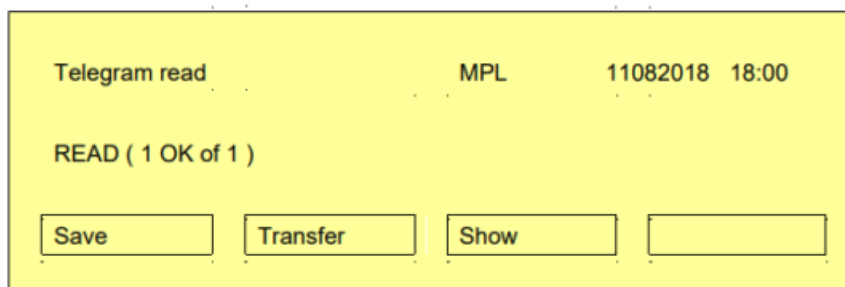 Telegram read MPL 11082018 18:00
READ ( 1 OK of 1 )
Save Transfer Show